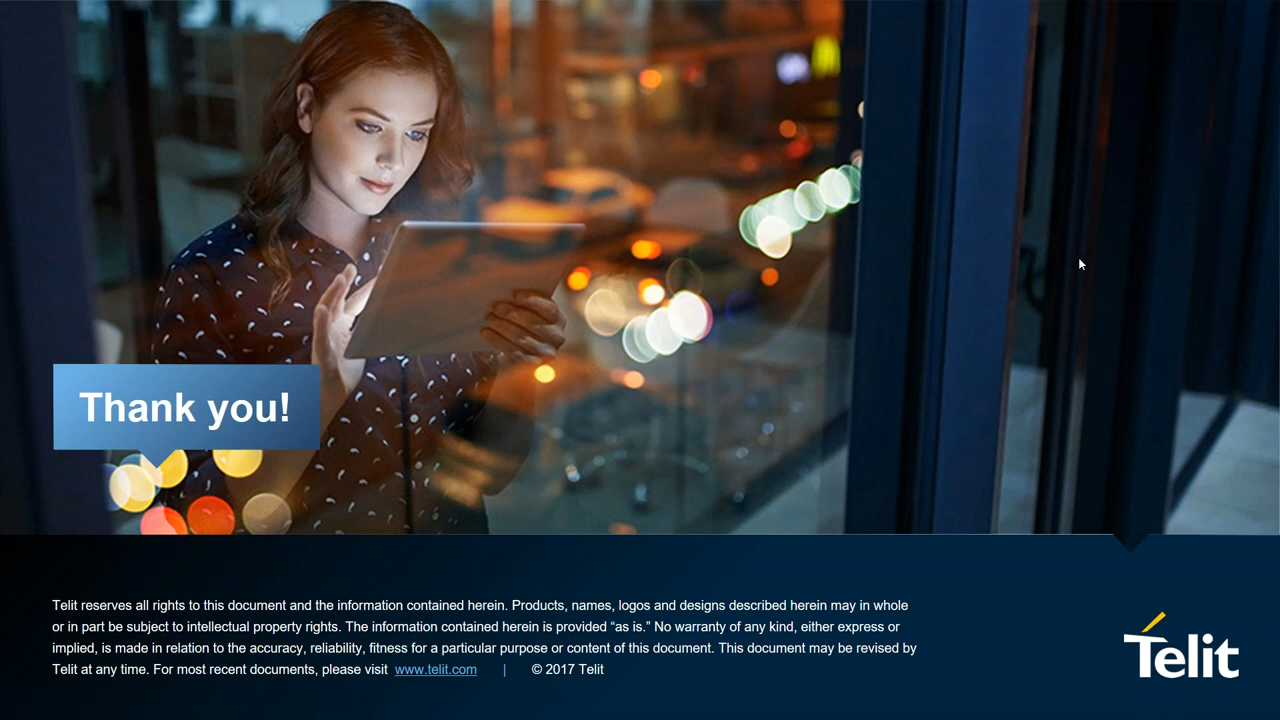 Thank you!
Telit reserves all rights to this document and the information contained herein. Products, names, logos and designs described herein may in whole
or in part be subject to intellectual property rights. The information contained herein is provided “as is.” No warranty of any kind, either express or
implied, is made in relation to the accuracy, reliability, fitness for a particular purpose or content of this document. This document may be revised by
Telit at any time. For most recent documents, please visit www.telit.com | © 2017 Telit
Telit